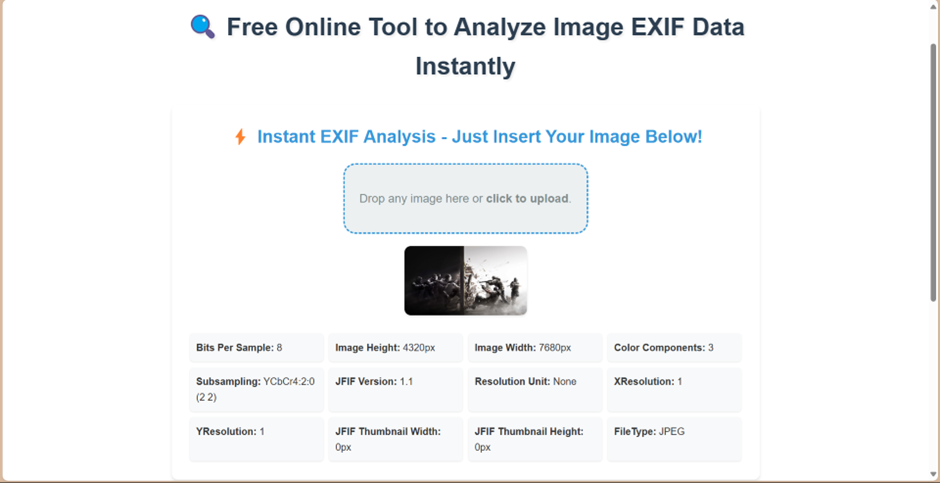 Free Online Tool to Analyze Image EXIF Data
Instantly
Instant EXIF Analysis - Just Insert Your Image Below!
Drop any image here or click to upload.
Bits Per Sample: 8
Image Height: 4320px
Image Width: 7680px
Color Components: 3
Subsampling: YCbCr4:2:0
(2 2)
JFIF Version: 1.1
Resolution Unit: None
XResolution: 1
YResolution: 1
JFIF Thumbnail Width:
0px
JFIF Thumbnail Height:
0px
FileType: JPEG